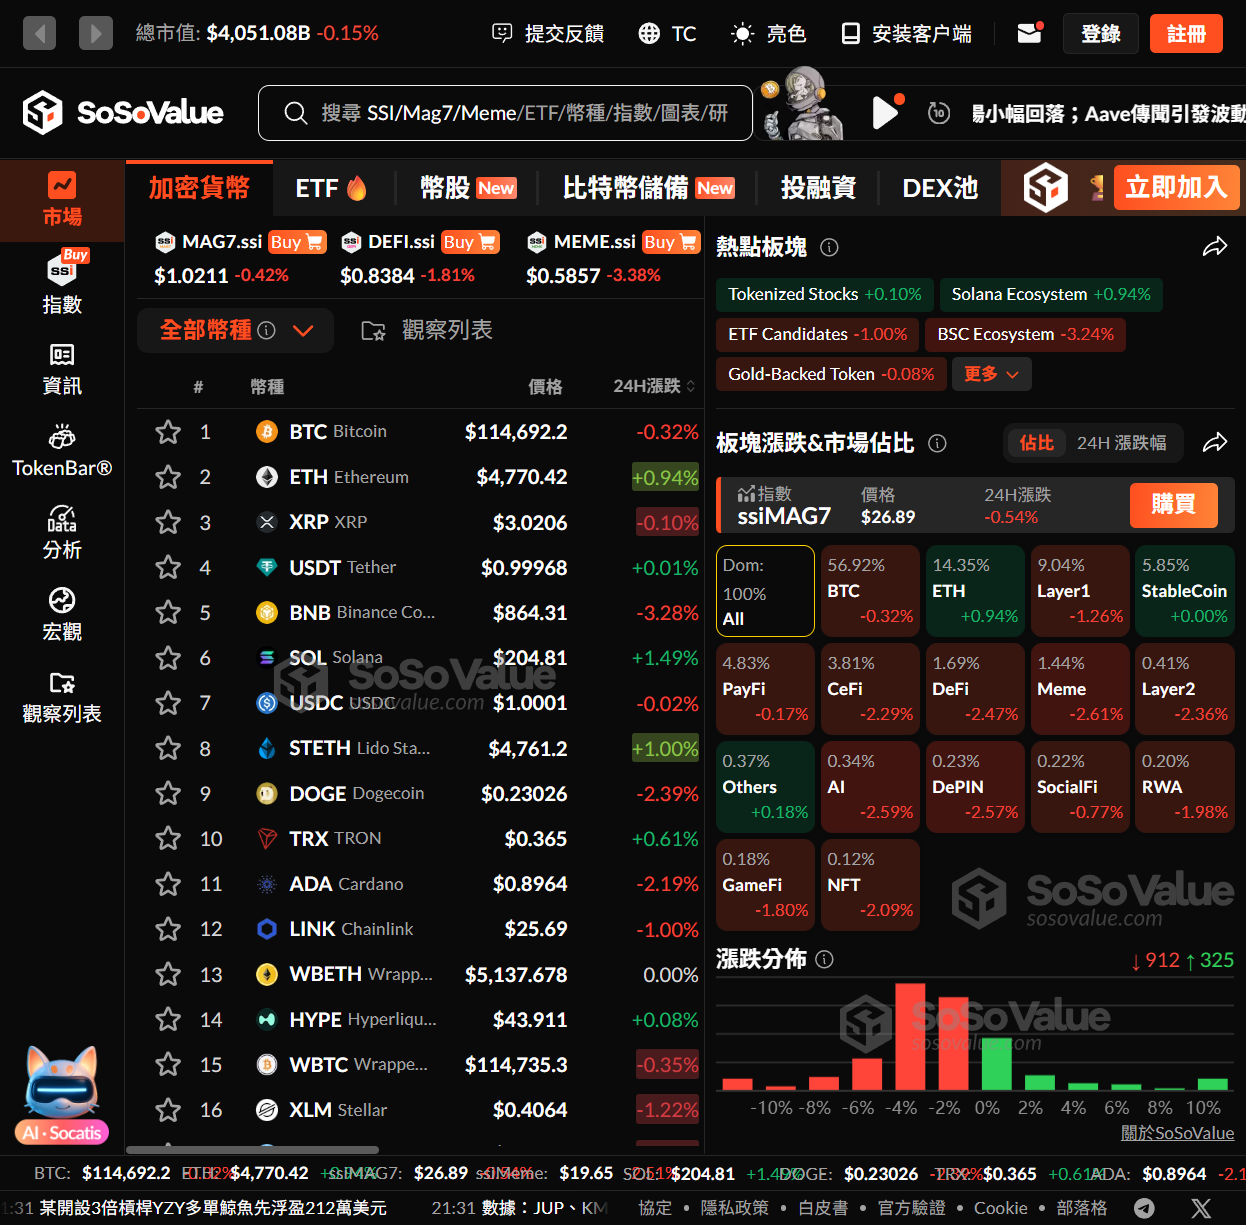 總市值: $4,051.08B -0.15%
提交反饋
TC
亮色
安裝客户端
登錄
註冊
SoSoValue
搜尋 SSI/Mag7/Meme/ETF/幣種/指數/圖表/研
10
小幅回落；Aave傳聞引發波動
市場
Buy
ssi
指數
資訊
TokenBar®
Data
分析
宏觀
觀察列表
AI · Socatis
加密貨幣
ETF
幣股 New
比特幣儲備 New
投融資
DEX池
立即加入
MAG7.ssi Buy
$1.0211 -0.42%
DEFI.ssi Buy
$0.8384 -1.81%
MEME.ssi Buy
$0.5857 -3.38%
全部幣種
觀察列表
# 幣種 價格 24H漲跌
1 BTC Bitcoin $114,692.2 -0.32%
2 ETH Ethereum $4,770.42 +0.94%
3 XRP XRP $3.0206 -0.10%
4 USDT Tether $0.99968 +0.01%
5 BNB Binance Co... $864.31 -3.28%
6 SOL Solana $204.81 +1.49%
7 USDC USDC $1.0001 -0.02%
8 STETH Lido Sta... $4,761.2 +1.00%
9 DOGE Dogecoin $0.23026 -2.39%
10 TRX TRON $0.365 +0.61%
11 ADA Cardano $0.8964 -2.19%
12 LINK Chainlink $25.69 -1.00%
13 WBETH Wrapp... $5,137.678 0.00%
14 HYPE Hyperliqu... $43.911 +0.08%
15 WBTC Wrappe... $114,735.3 -0.35%
16 XLM Stellar $0.4064 -1.22%
SoSoValue
sosovalue.com
熱點板塊
Tokenized Stocks +0.10%
Solana Ecosystem +0.94%
ETF Candidates -1.00%
BSC Ecosystem -3.24%
Gold-Backed Token -0.08%
更多
板塊漲跌&市場佔比
佔比
24H 漲跌幅
指數
ssiMAG7
價格
$26.89
24H漲跌
-0.54%
購買
Dom:
100%
All
56.92%
BTC
-0.32%
14.35%
ETH
+0.94%
9.04%
Layer1
-1.26%
5.85%
StableCoin
+0.00%
4.83%
PayFi
-0.17%
3.81%
CeFi
-2.29%
1.69%
DeFi
-2.47%
1.44%
Meme
-2.61%
0.41%
Layer2
-2.36%
0.37%
Others
+0.18%
0.34%
AI
-2.59%
0.23%
DePIN
-2.57%
0.22%
SocialFi
-0.77%
0.20%
RWA
-1.98%
0.18%
GameFi
-1.80%
0.12%
NFT
-2.09%
SoSoValue
sosovalue.com
漲跌分佈
↓912 ↑325
SoSoValue
sosovalue.com
-10% -8% -6% -4% -2% 0% 2% 4% 6% 8% 10%
關於SoSoValue
BTC: $114,692.2 -0.32% ETH: $4,770.42 +0.94% ssiMAG7: $26.89 -0.54% ssiMeme: $19.65 SOL: $204.81 +1.49% DOGE: $0.23026 -2.39% TRX: $0.365 +0.61% ADA: $0.8964
:31 某開設3倍槓桿YZY多單鯨魚先浮盈212萬美元
21:31 數據：JUP、KM
協定 • 隱私政策 • 白皮書 • 官方驗證 • Cookie • 部落格